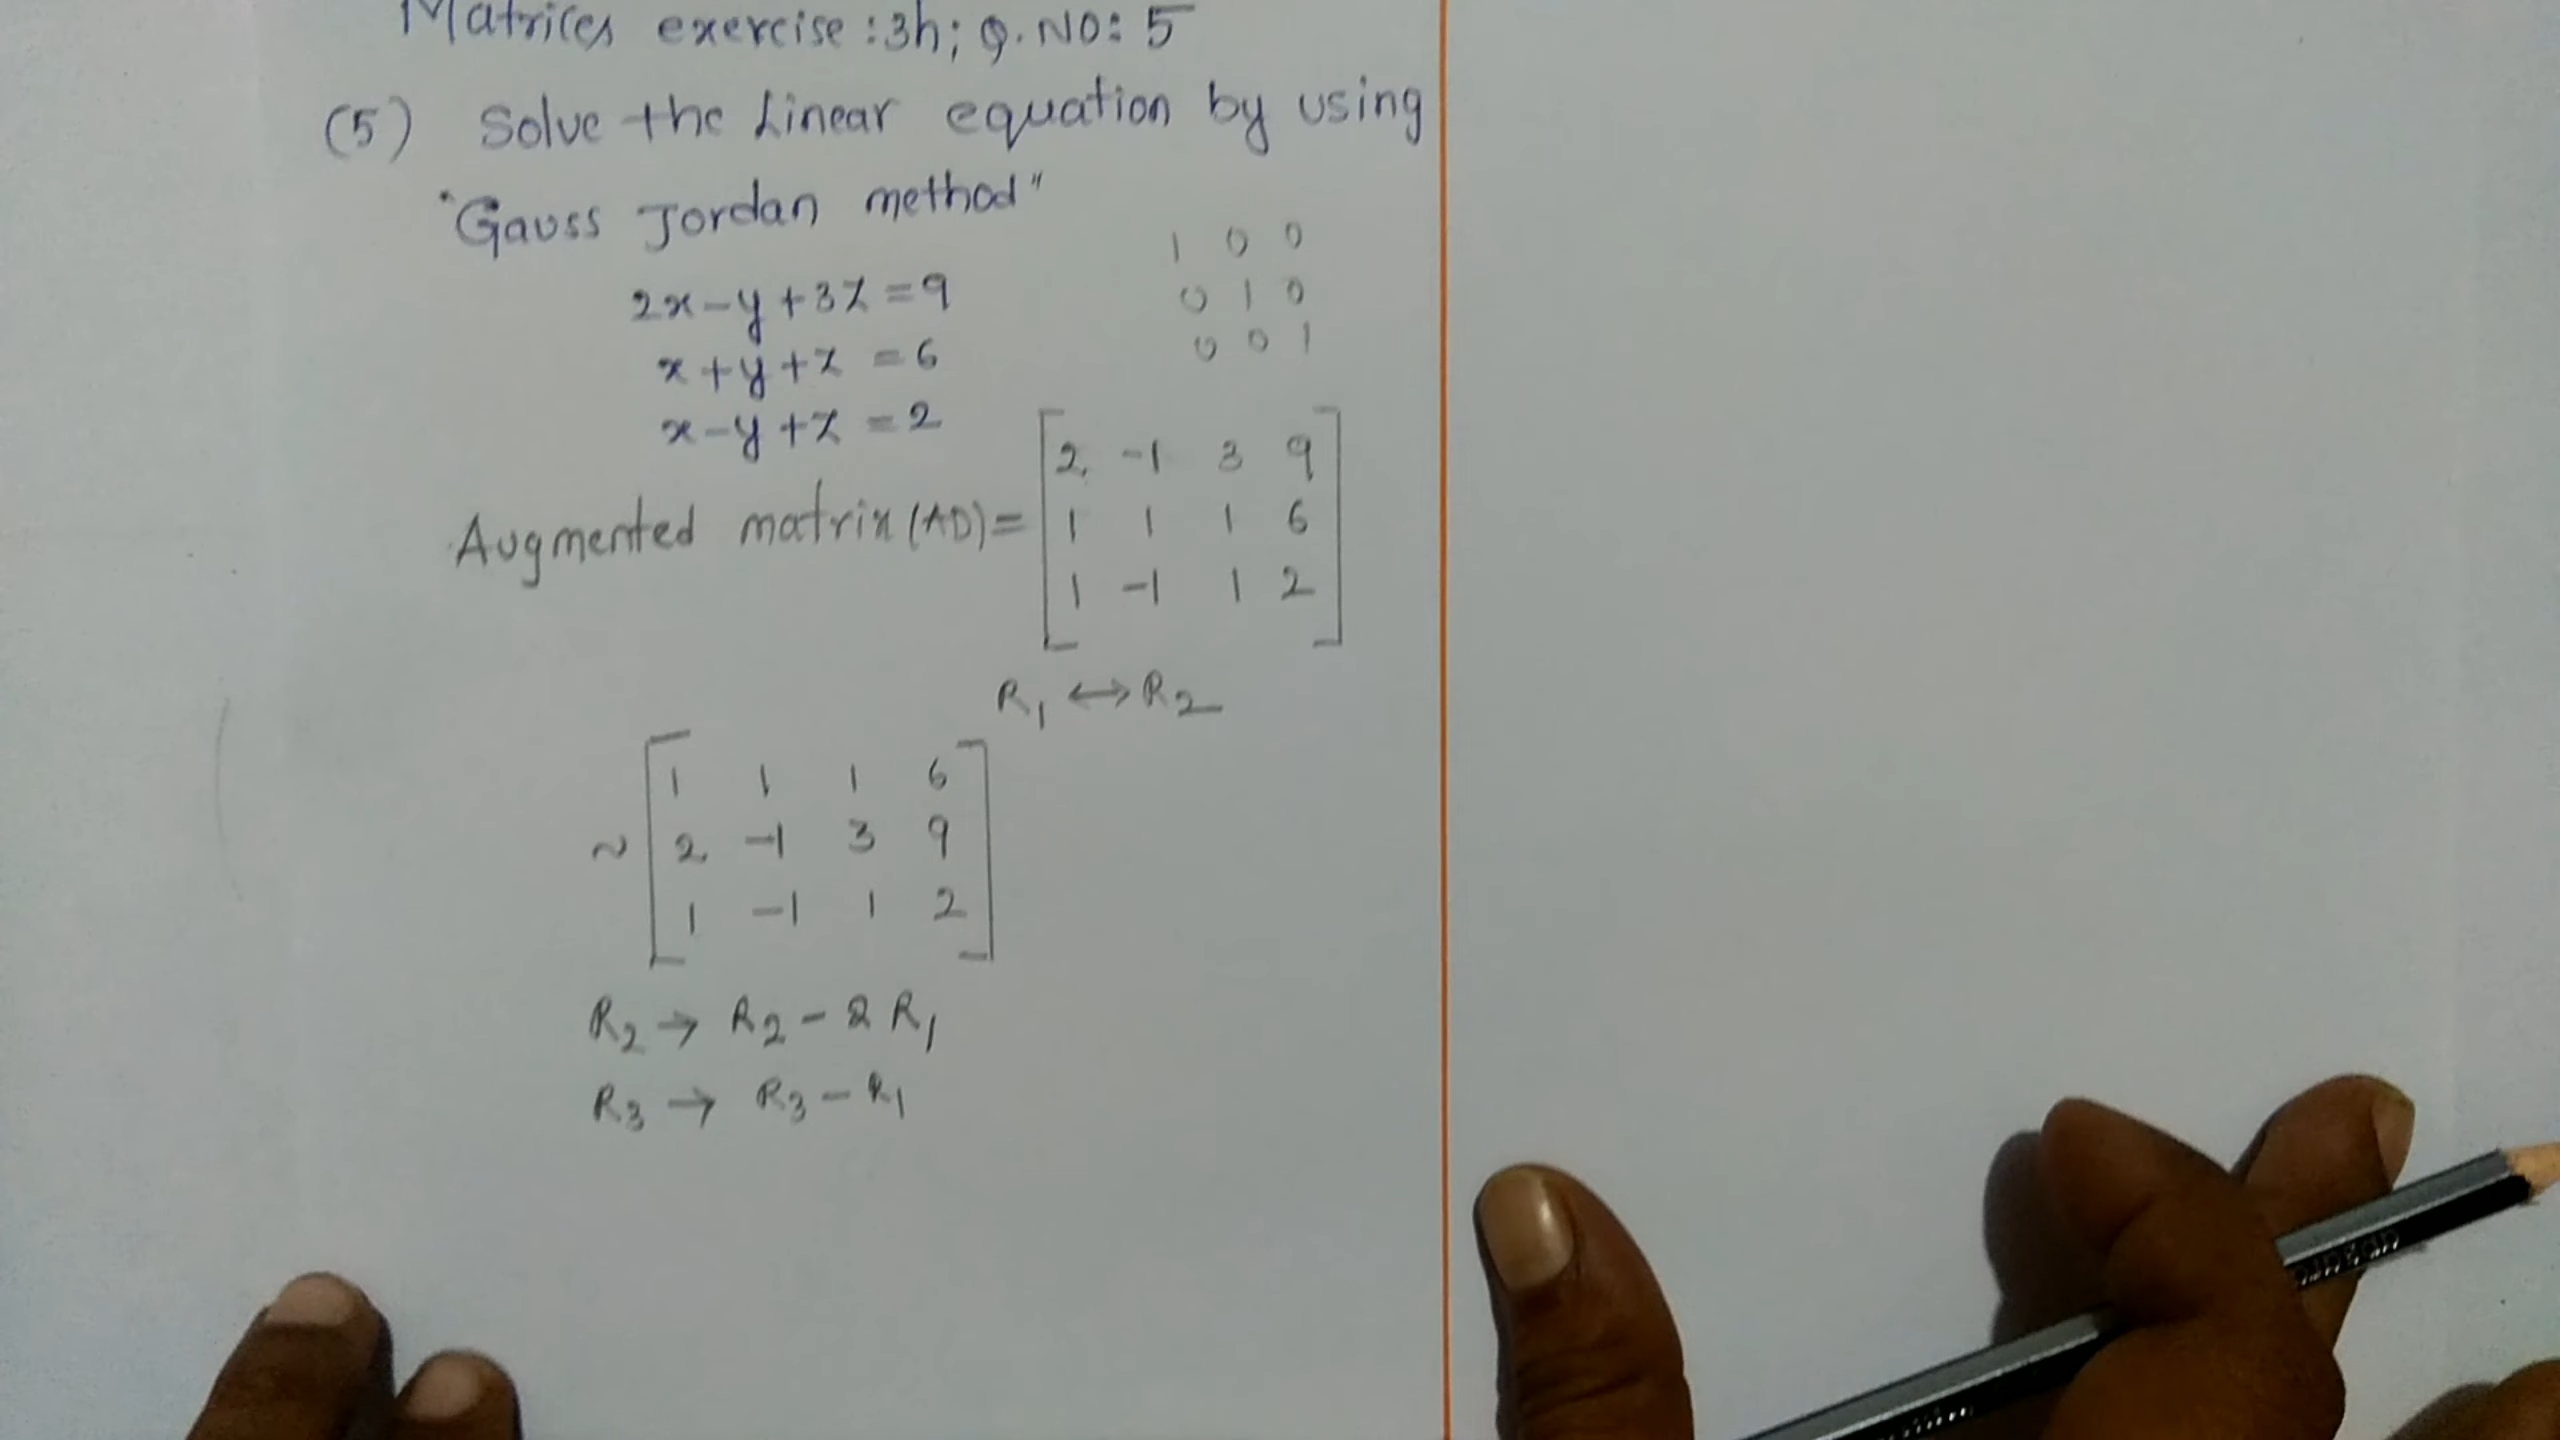 Matrices exercise :3h; Q. NO: 5
(5) Solve the Linear equation by using
"Gauss Jordan method"
2x-y+3z=9
x+y+z =6
x-y+z =2
1 0 0
0 1 0
0 0 1
Augmented matrix (AD)=
2 -1 3 9
1 1 1 6
1 -1 1 2
R1 ↔ R2
~
1 1 1 6
2 -1 3 9
1 -1 1 2
R2 → R2 - 2 R1
R3 → R3 - R1